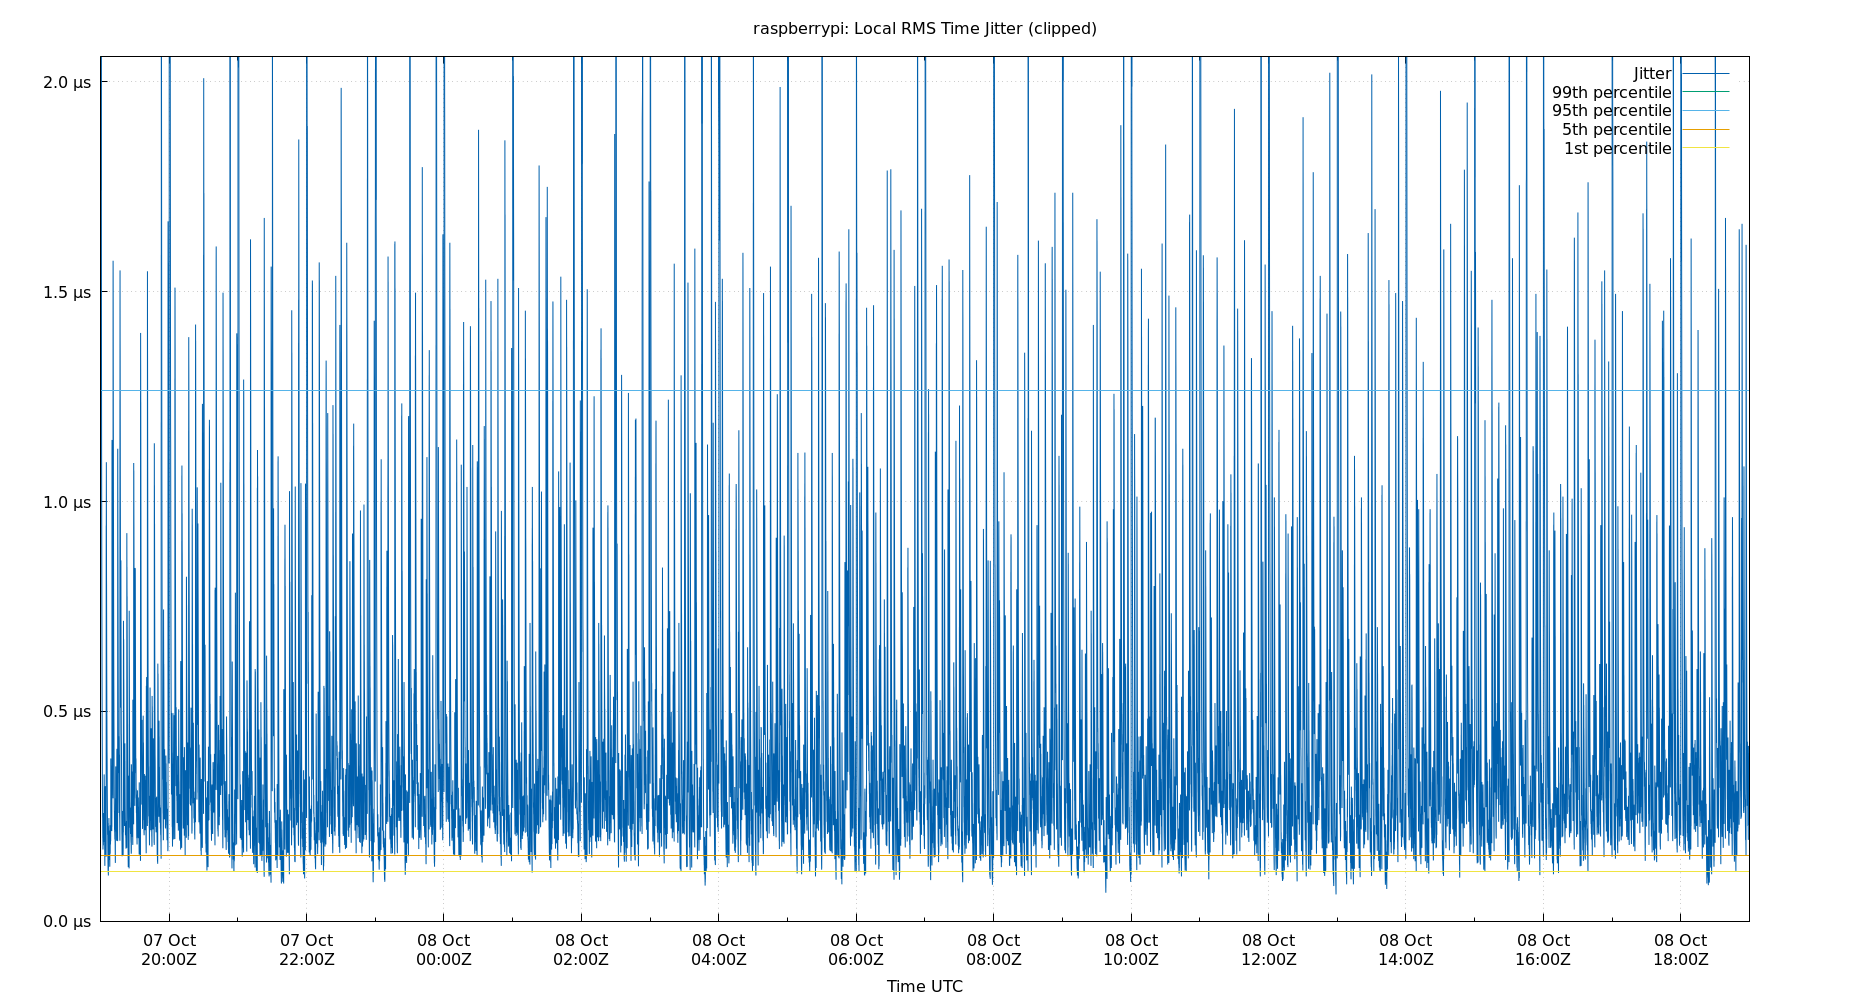 raspberrypi: Local RMS Time Jitter (clipped)
2.0 µs
1.5 µs
1.0 µs
0.5 µs
0.0 µs
Jitter
99th percentile
95th percentile
5th percentile
1st percentile
07 Oct 07 Oct 08 Oct 08 Oct 08 Oct 08 Oct 08 Oct 08 Oct 08 Oct 08 Oct 08 Oct 08 Oct
20:00Z 22:00Z 00:00Z 02:00Z 04:00Z 06:00Z 08:00Z 10:00Z 12:00Z 14:00Z 16:00Z 18:00Z
Time UTC